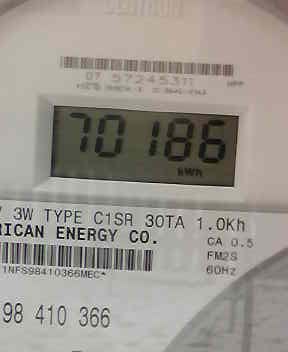 CENTRON
07 57245311
70186
kWh
V 3W TYPE C1SR 30TA 1.0Kh
RICAN ENERGY CO.
CA 0.5
FM2S
60Hz
1NFS98410366MEC*
98 410 366